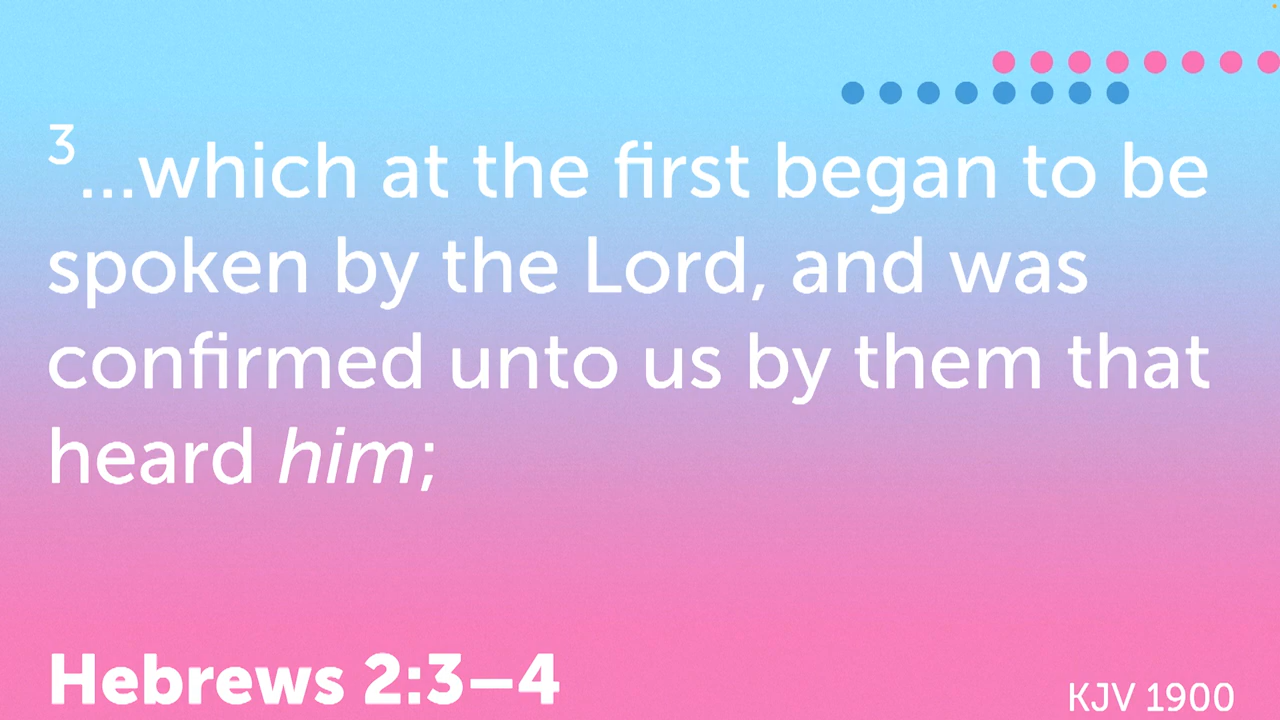 3...which at the first began to be
spoken by the Lord, and was
confirmed unto us by them that
heard him;
Hebrews 2:3–4
KJV 1900